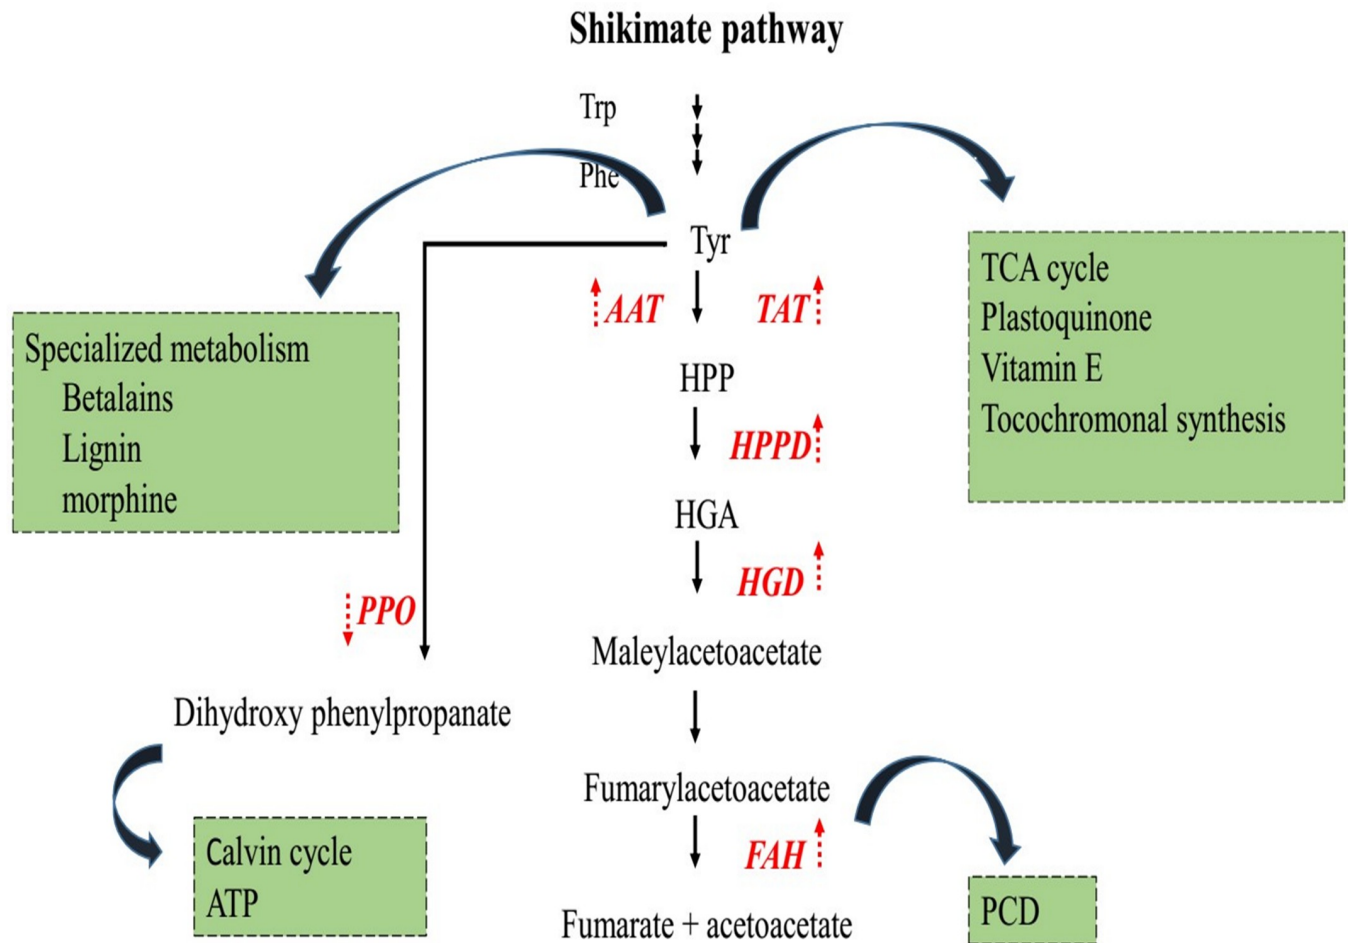 Shikimate pathway
Trp
Phe
Tyr
AAT
TAT
TCA cycle
Plastoquinone
Vitamin E
Tocochromonal synthesis
Specialized metabolism
Betalains
Lignin
morphine
HPP
HPPD
HGA
HGD
PPO
Maleylacetoacetate
Dihydroxy phenylpropanate
Fumarylacetoacetate
Calvin cycle
ATP
FAH
PCD
Fumarate + acetoacetate